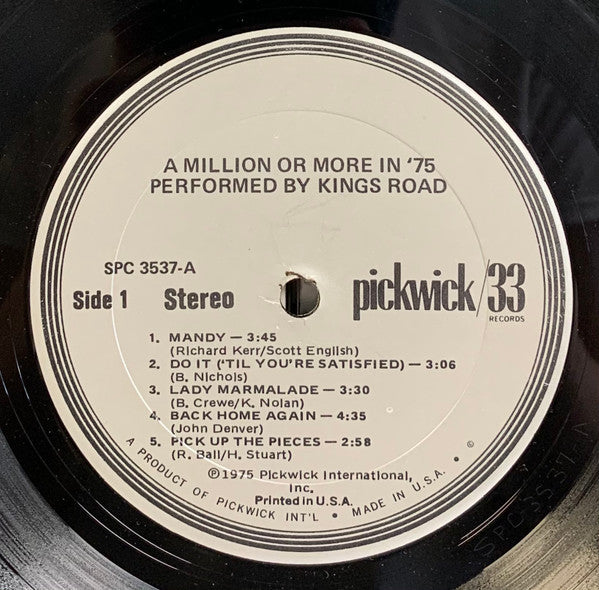 A MILLION OR MORE IN '75
PERFORMED BY KINGS ROAD
SPC 3537-A
Side 1 Stereo
pickwick/33
RECORDS
1. MANDY — 3:45
(Richard Kerr/Scott English)
2. DO IT ('TIL YOU'RE SATISFIED) — 3:06
(B. Nichols)
3. LADY MARMALADE — 3:30
(B. Crewe/K. Nolan)
4. BACK HOME AGAIN — 4:35
(John Denver)
5. PICK UP THE PIECES — 2:58
(R. Ball/H. Stuart)
℗1975 Pickwick International,
Inc.
Printed in U.S.A.
A PRODUCT OF PICKWICK INT'L • MADE IN U.S.A. • ©
SPC-3537 A